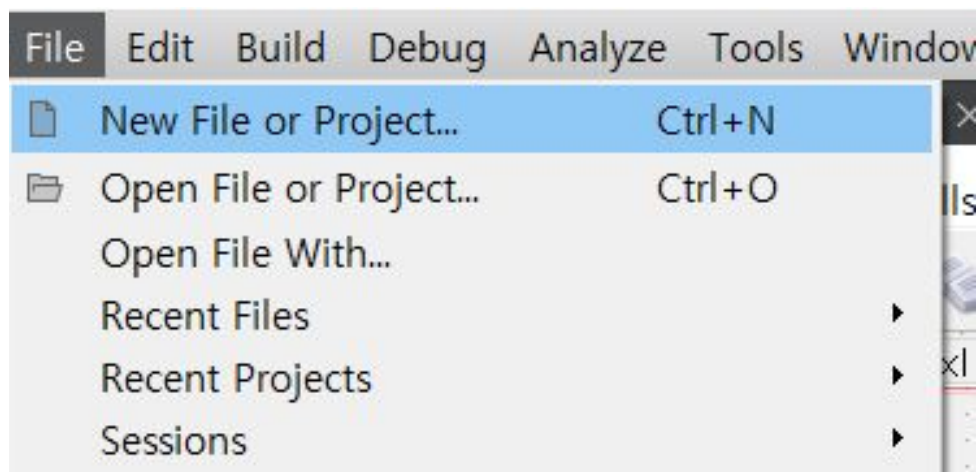 File Edit Build Debug Analyze Tools Window
New File or Project... Ctrl+N
Open File or Project... Ctrl+O
Open File With...
Recent Files
Recent Projects
Sessions